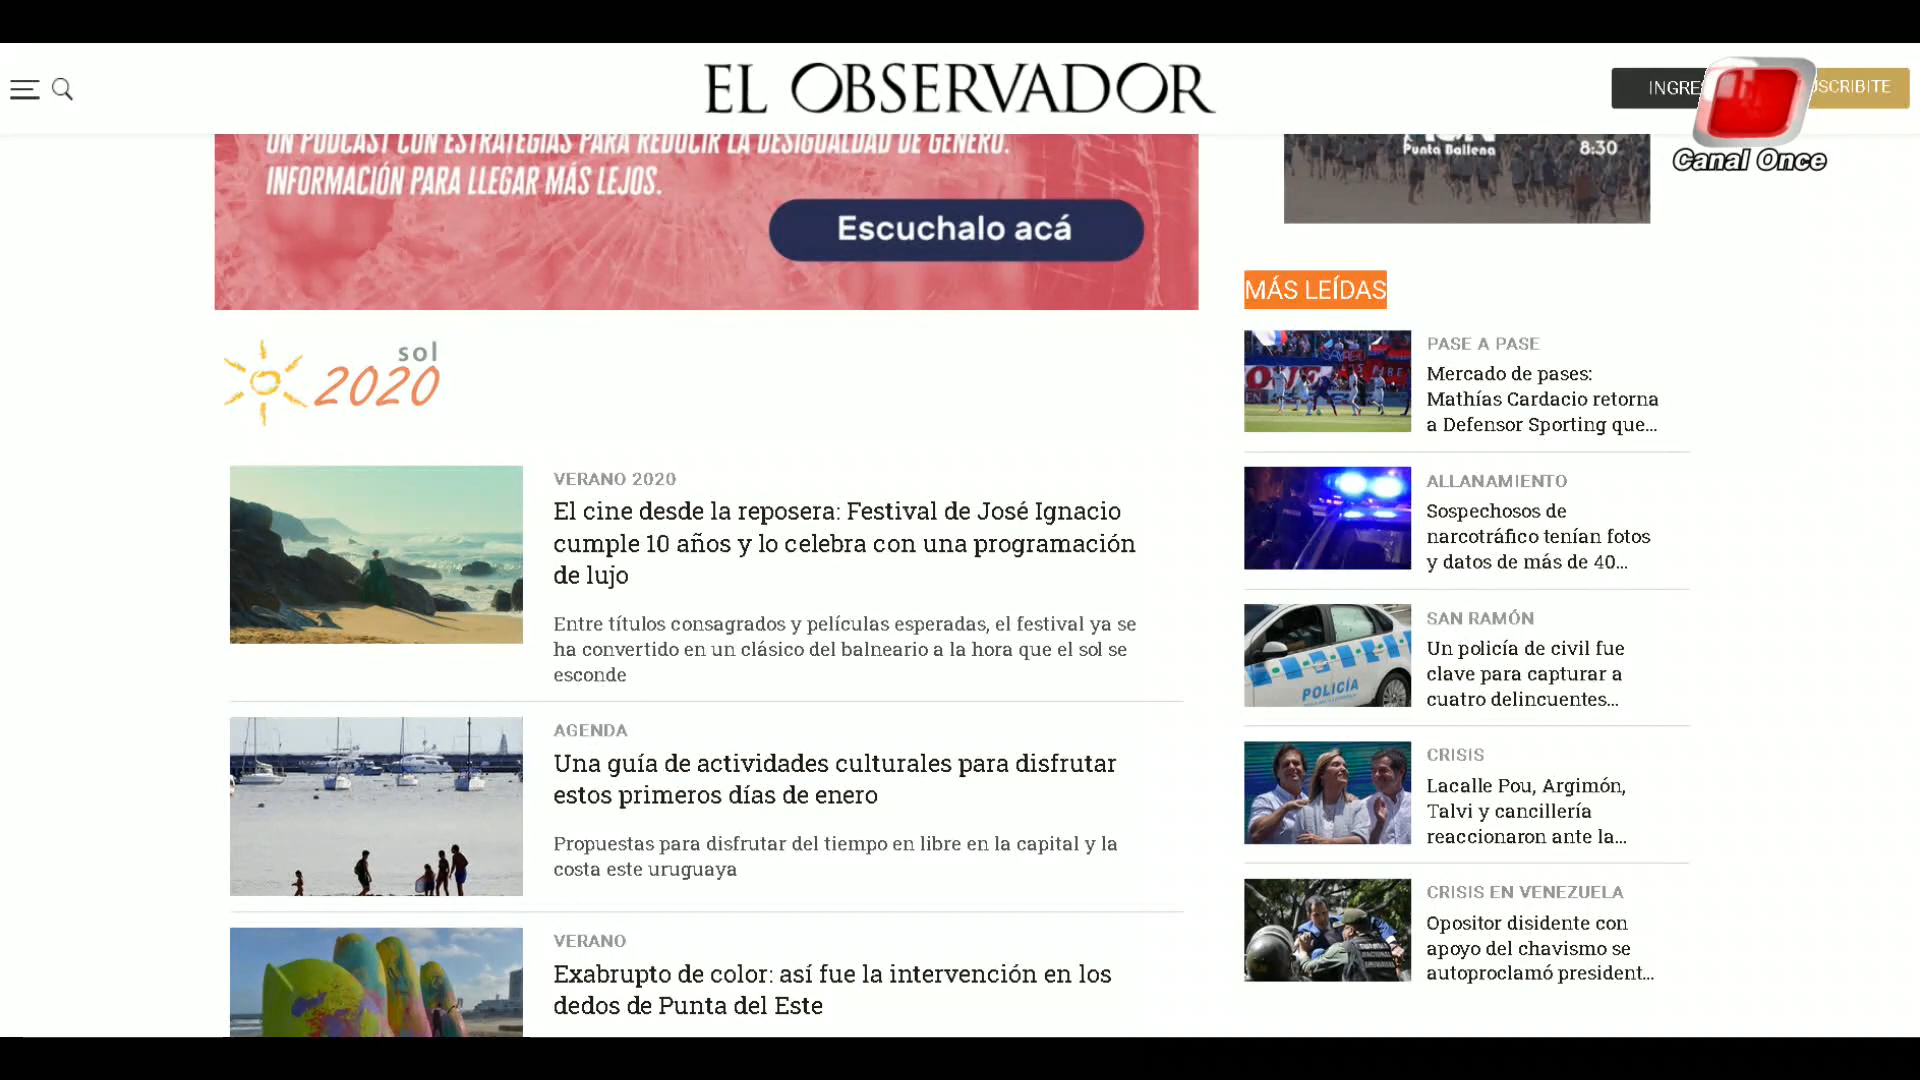 EL OBSERVADOR
INGRE
SCRIBITE
Canal Once
UN PODCAST CON ESTRATEGIAS PARA REDUCIR LA DESIGUALDAD DE GÉNERO.
INFORMACIÓN PARA LLEGAR MÁS LEJOS.
Escuchalo acá
Punta Ballena
8:30
sol
2020
VERANO 2020
El cine desde la reposera: Festival de José Ignacio
cumple 10 años y lo celebra con una programación
de lujo
Entre títulos consagrados y películas esperadas, el festival ya se
ha convertido en un clásico del balneario a la hora que el sol se
esconde
AGENDA
Una guía de actividades culturales para disfrutar
estos primeros días de enero
Propuestas para disfrutar del tiempo en libre en la capital y la
costa este uruguaya
VERANO
Exabrupto de color: así fue la intervención en los
dedos de Punta del Este
MÁS LEÍDAS
PASE A PASE
Mercado de pases:
Mathías Cardacio retorna
a Defensor Sporting que...
ALLANAMIENTO
Sospechosos de
narcotráfico tenían fotos
y datos de más de 40...
POLICÍA
SAN RAMÓN
Un policía de civil fue
clave para capturar a
cuatro delincuentes...
CRISIS
Lacalle Pou, Argimón,
Talvi y cancillería
reaccionaron ante la...
CRISIS EN VENEZUELA
Opositor disidente con
apoyo del chavismo se
autoproclamó president...